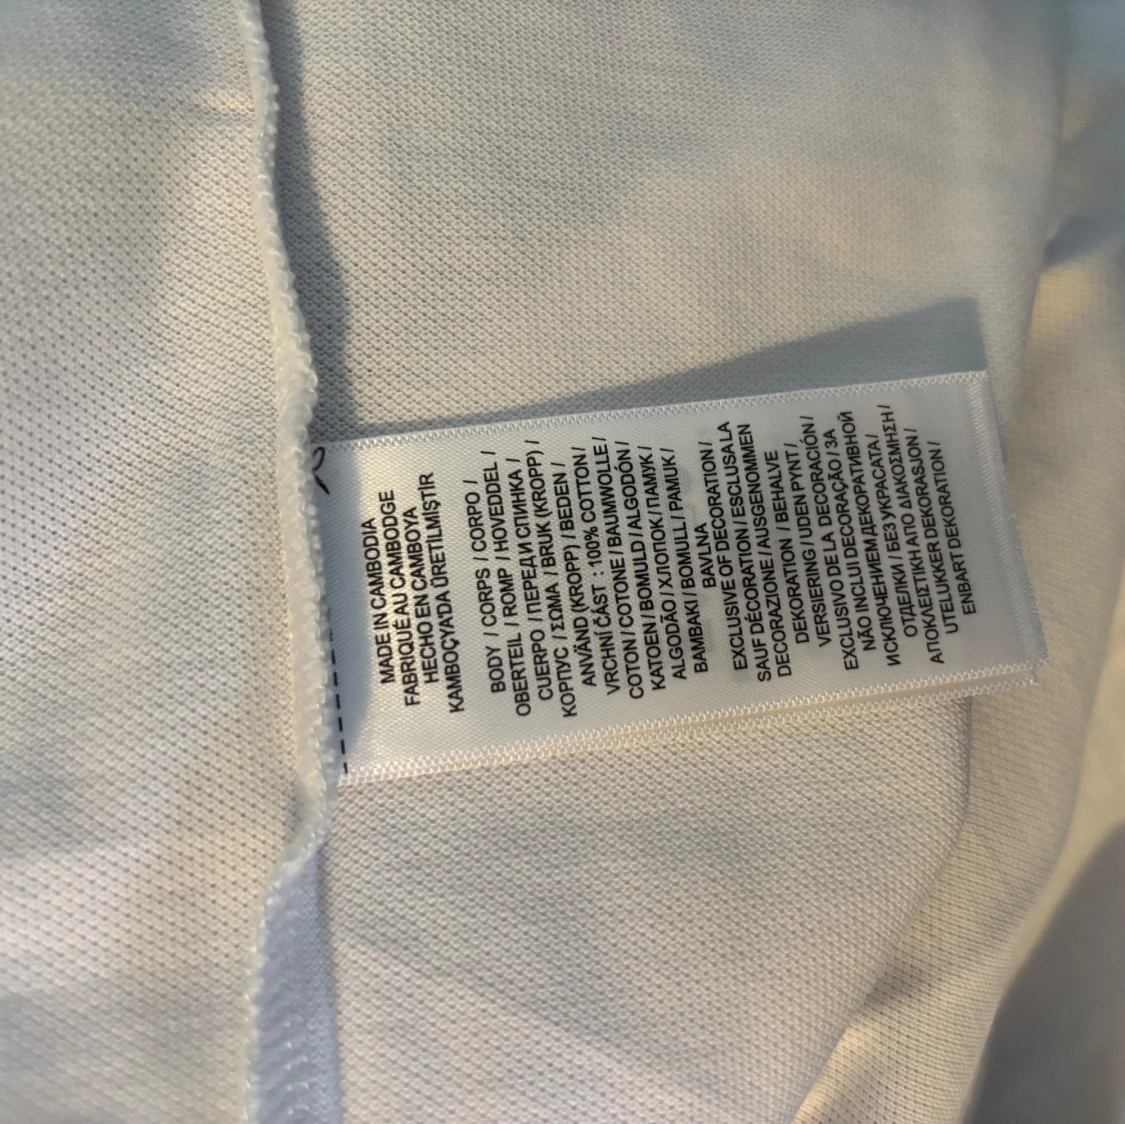 MADE IN CAMBODIA
FABRIQUÉ AU CAMBODGE
HECHO EN CAMBOYA
KAMBOÇYA'DA ÜRETİLMİŞTİR
BODY / CORPS / CORPO /
OBERTEIL / ROMP / HOVEDDEL /
CUERPO / ПЕРЕД И СПИНКА /
КОРПУС / ΣΩΜΑ / BRUK (KROPP) /
ANVÄND (KROPP) / BEDEN /
VRCHNÍ ČÁST : 100% COTTON /
COTON / COTONE / BAUMWOLLE /
KATOEN / BOMULD / ALGODÓN /
ALGODÃO / ХЛОПОК / ПАМУК /
BAMBAKI / BOMULL / PAMUK /
BAVLNA
EXCLUSIVE OF DECORATION /
SAUF DÉCORATION / ESCLUSA LA
DECORAZIONE / AUSGENOMMEN
DEKORATION / BEHALVE
VERSIERING / UDEN PYNT /
EXCLUSIVO DE LA DECORACIÓN /
NÃO INCLUI DECORAÇÃO / ЗА
ИСКЛЮЧЕНИЕМ ДЕКОРАТИВНОЙ
ОТДЕЛКИ / БЕЗ УКРАСАТА /
ΑΠΟΚΛΕΙΣΤΙΚΗ ΑΠΟ ΔΙΑΚΟΣΜΗΣΗ /
UTELUKKER DEKORASJON /
ENBART DEKORATION /